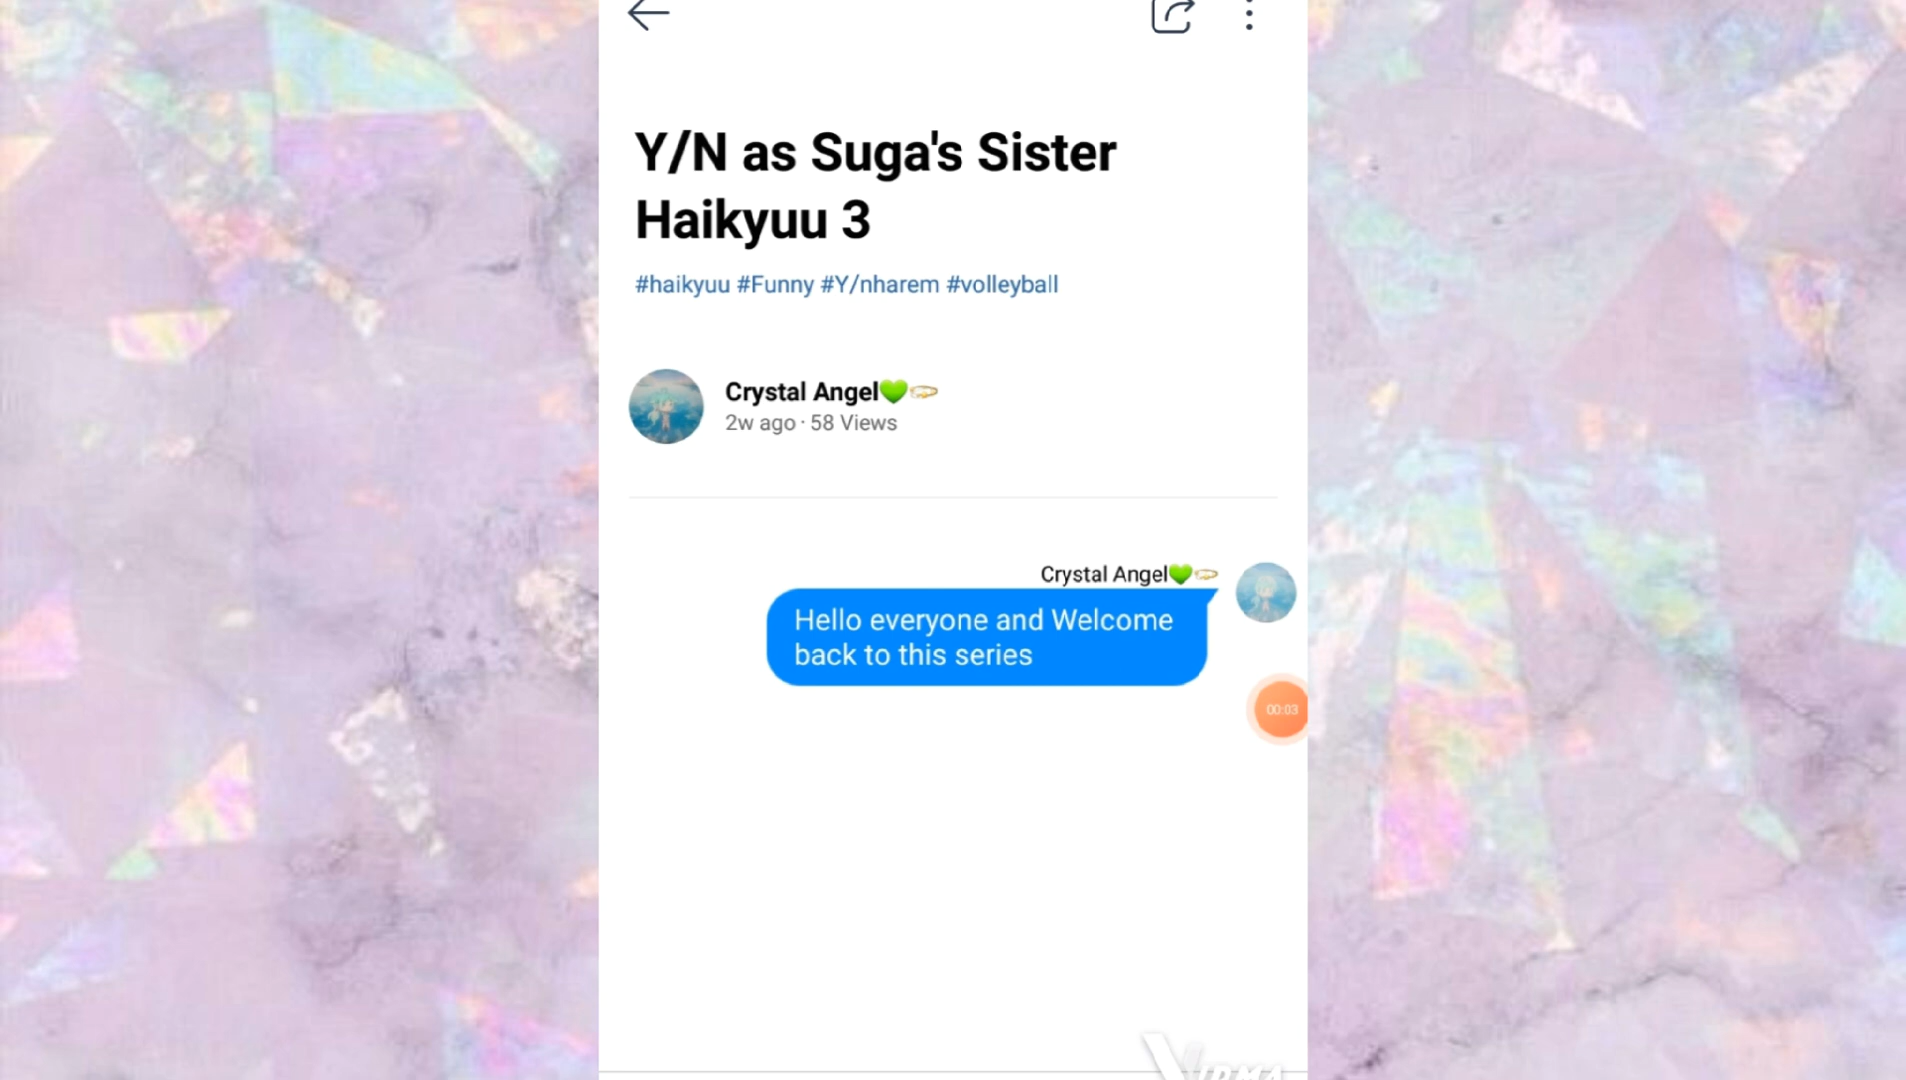 Y/N as Suga's Sister
Haikyuu 3
#haikyuu #Funny #Y/nharem #volleyball
Crystal Angel💚💫
2w ago · 58 Views
Crystal Angel💚💫
Hello everyone and Welcome
back to this series
00:03